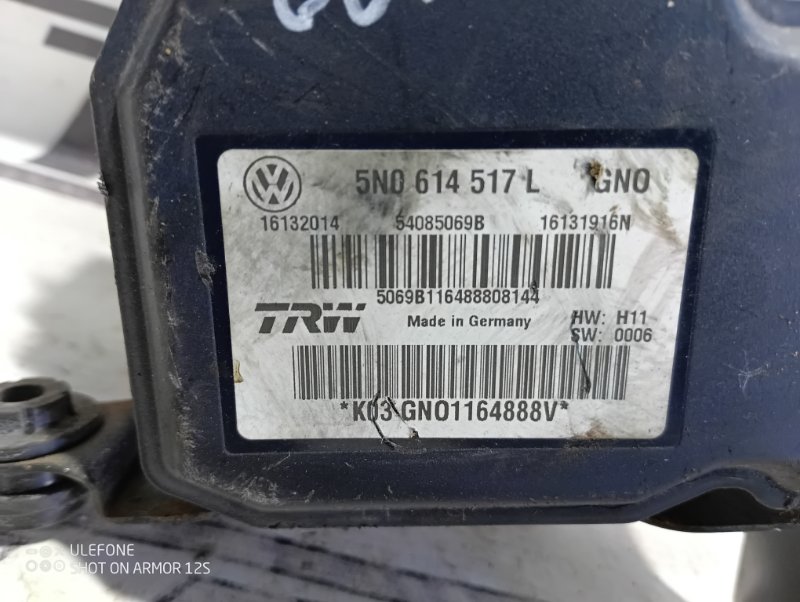 5N0 614 517 L GNO
16132014 54085069B 16131916N
5069B116488808144
TRW Made in Germany HW: H11
SW: 0006
*K03-GNO1164888V*
ULEFONE
SHOT ON ARMOR 12S